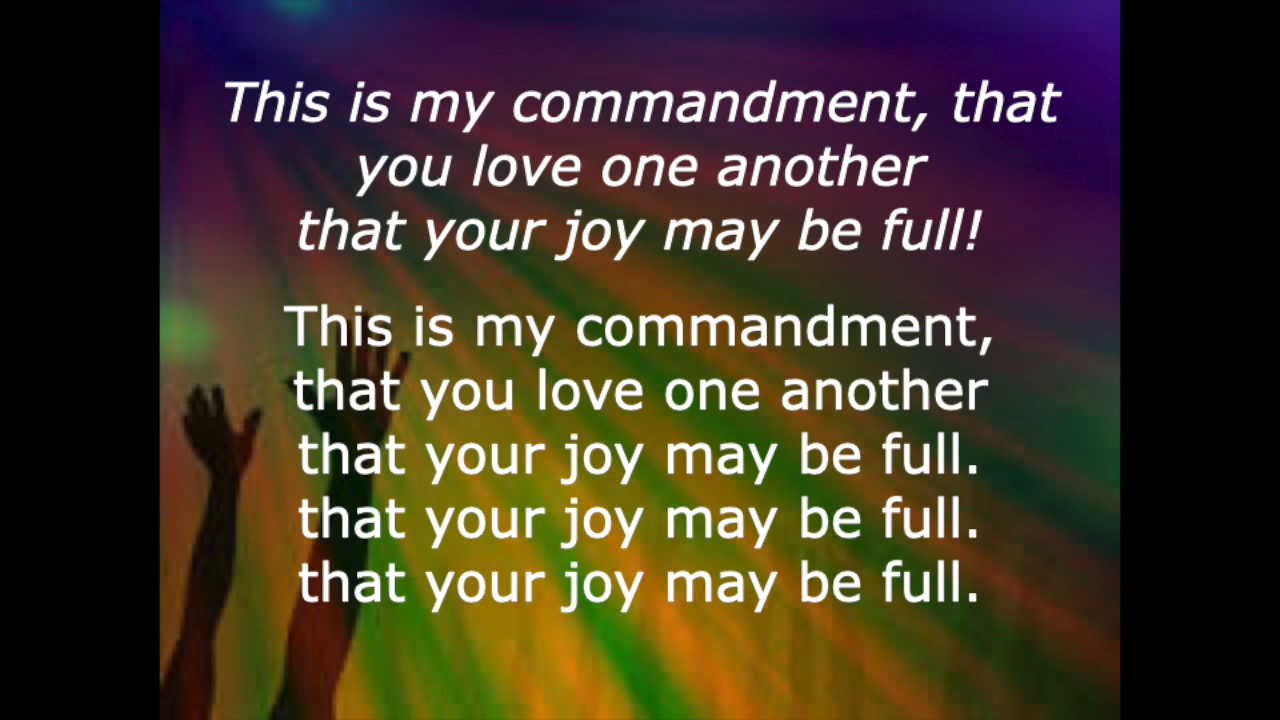 This is my commandment, that
you love one another
that your joy may be full!
This is my commandment,
that you love one another
that your joy may be full.
that your joy may be full.
that your joy may be full.